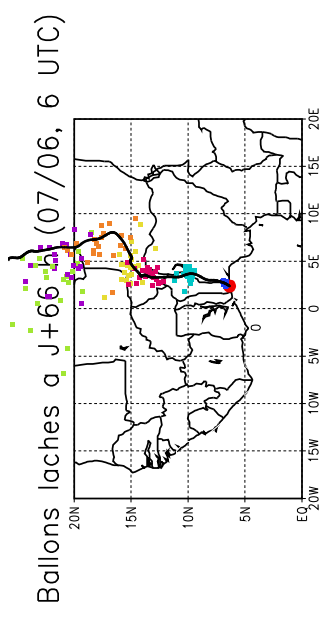 Ballons laches a J+66 h (07/06, 6 UTC)
20N
15N
10N
5N
EQ
20W
15W
10W
5W
0
5E
10E
15E
20E
0